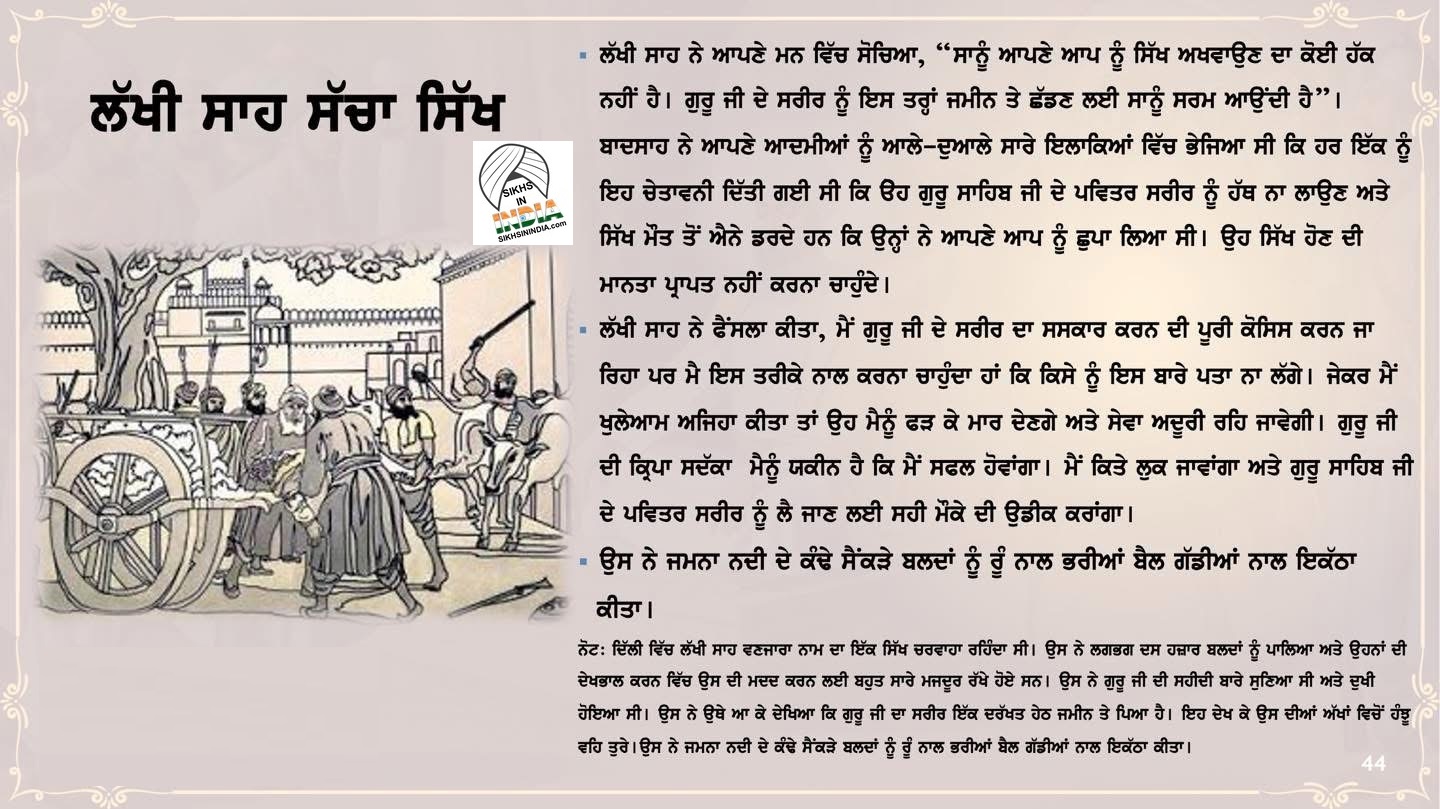 ਲੱਖੀ ਸਾਹ ਸੱਚਾ ਸਿੱਖ
SIKHS
IN
INDIA
SIKHSININDIA.com
▪ ਲੱਖੀ ਸਾਹ ਨੇ ਆਪਣੇ ਮਨ ਵਿੱਚ ਸੋਚਿਆ, “ਸਾਨੂੰ ਆਪਣੇ ਆਪ ਨੂੰ ਸਿੱਖ ਅਖਵਾਉਣ ਦਾ ਕੋਈ ਹੱਕ
ਨਹੀਂ ਹੈ। ਗੁਰੂ ਜੀ ਦੇ ਸਰੀਰ ਨੂੰ ਇਸ ਤਰ੍ਹਾਂ ਜਮੀਨ ਤੇ ਛੱਡਣ ਲਈ ਸਾਨੂੰ ਸਰਮ ਆਉਂਦੀ ਹੈ”।
ਬਾਦਸਾਹ ਨੇ ਆਪਣੇ ਆਦਮੀਆਂ ਨੂੰ ਆਲੇ-ਦੁਆਲੇ ਸਾਰੇ ਇਲਾਕਿਆਂ ਵਿੱਚ ਭੇਜਿਆ ਸੀ ਕਿ ਹਰ ਇੱਕ ਨੂੰ
ਇਹ ਚੇਤਾਵਨੀ ਦਿੱਤੀ ਗਈ ਸੀ ਕਿ ਓਹ ਗੁਰੂ ਸਾਹਿਬ ਜੀ ਦੇ ਪਵਿਤਰ ਸਰੀਰ ਨੂੰ ਹੱਥ ਨਾ ਲਾਉਣ ਅਤੇ
ਸਿੱਖ ਮੌਤ ਤੋਂ ਐਨੇ ਡਰਦੇ ਹਨ ਕਿ ਉਨ੍ਹਾਂ ਨੇ ਆਪਣੇ ਆਪ ਨੂੰ ਛੁਪਾ ਲਿਆ ਸੀ। ਉਹ ਸਿੱਖ ਹੋਣ ਦੀ
ਮਾਨਤਾ ਪ੍ਰਾਪਤ ਨਹੀਂ ਕਰਨਾ ਚਾਹੁੰਦੇ।
▪ ਲੱਖੀ ਸਾਹ ਨੇ ਫੈਂਸਲਾ ਕੀਤਾ, ਮੈਂ ਗੁਰੂ ਜੀ ਦੇ ਸਰੀਰ ਦਾ ਸਸਕਾਰ ਕਰਨ ਦੀ ਪੂਰੀ ਕੋਸਿਸ ਕਰਨ ਜਾ
ਰਿਹਾ ਪਰ ਮੈ ਇਸ ਤਰੀਕੇ ਨਾਲ ਕਰਨਾ ਚਾਹੁੰਦਾ ਹਾਂ ਕਿ ਕਿਸੇ ਨੂੰ ਇਸ ਬਾਰੇ ਪਤਾ ਨਾ ਲੱਗੇ। ਜੇਕਰ ਮੈਂ
ਖੁਲੇਆਮ ਅਜਿਹਾ ਕੀਤਾ ਤਾਂ ਉਹ ਮੈਨੂੰ ਫੜ ਕੇ ਮਾਰ ਦੇਣਗੇ ਅਤੇ ਸੇਵਾ ਅਦੂਰੀ ਰਹਿ ਜਾਵੇਗੀ। ਗੁਰੂ ਜੀ
ਦੀ ਕ੍ਰਿਪਾ ਸਦੱਕਾ ਮੈਨੂੰ ਯਕੀਨ ਹੈ ਕਿ ਮੈਂ ਸਫਲ ਹੋਵਾਂਗਾ। ਮੈਂ ਕਿਤੇ ਲੁਕ ਜਾਵਾਂਗਾ ਅਤੇ ਗੁਰੂ ਸਾਹਿਬ ਜੀ
ਦੇ ਪਵਿਤਰ ਸਰੀਰ ਨੂੰ ਲੈ ਜਾਣ ਲਈ ਸਹੀ ਮੌਕੇ ਦੀ ਉਡੀਕ ਕਰਾਂਗਾ।
▪ ਉਸ ਨੇ ਜਮਨਾ ਨਦੀ ਦੇ ਕੰਢੇ ਸੈਂਕੜੇ ਬਲਦਾਂ ਨੂੰ ਰੂੰ ਨਾਲ ਭਰੀਆਂ ਬੈਲ ਗੱਡੀਆਂ ਨਾਲ ਇਕੱਠਾ
ਕੀਤਾ।
ਨੋਟ: ਦਿੱਲੀ ਵਿੱਚ ਲੱਖੀ ਸਾਹ ਵਣਜਾਰਾ ਨਾਮ ਦਾ ਇੱਕ ਸਿੱਖ ਚਰਵਾਹਾ ਰਹਿੰਦਾ ਸੀ। ਉਸ ਨੇ ਲਗਭਗ ਦਸ ਹਜ਼ਾਰ ਬਲਦਾਂ ਨੂੰ ਪਾਲਿਆ ਅਤੇ ਉਹਨਾਂ ਦੀ
ਦੇਖਭਾਲ ਕਰਨ ਵਿੱਚ ਉਸ ਦੀ ਮਦਦ ਕਰਨ ਲਈ ਬਹੁਤ ਸਾਰੇ ਮਜਦੂਰ ਰੱਖੇ ਹੋਏ ਸਨ। ਉਸ ਨੇ ਗੁਰੂ ਜੀ ਦੀ ਸਹੀਦੀ ਬਾਰੇ ਸੁਣਿਆ ਸੀ ਅਤੇ ਦੁਖੀ
ਹੋਇਆ ਸੀ। ਉਸ ਨੇ ਉਥੇ ਆ ਕੇ ਦੇਖਿਆ ਕਿ ਗੁਰੂ ਜੀ ਦਾ ਸਰੀਰ ਇੱਕ ਦਰੱਖਤ ਹੇਠ ਜਮੀਨ ਤੇ ਪਿਆ ਹੈ। ਇਹ ਦੇਖ ਕੇ ਉਸ ਦੀਆਂ ਅੱਖਾਂ ਵਿਚੋਂ ਹੰਝੂ
ਵਹਿ ਤੁਰੇ।ਉਸ ਨੇ ਜਮਨਾ ਨਦੀ ਦੇ ਕੰਢੇ ਸੈਂਕੜੇ ਬਲਦਾਂ ਨੂੰ ਰੂੰ ਨਾਲ ਭਰੀਆਂ ਬੈਲ ਗੱਡੀਆਂ ਨਾਲ ਇਕੱਠਾ ਕੀਤਾ।
44